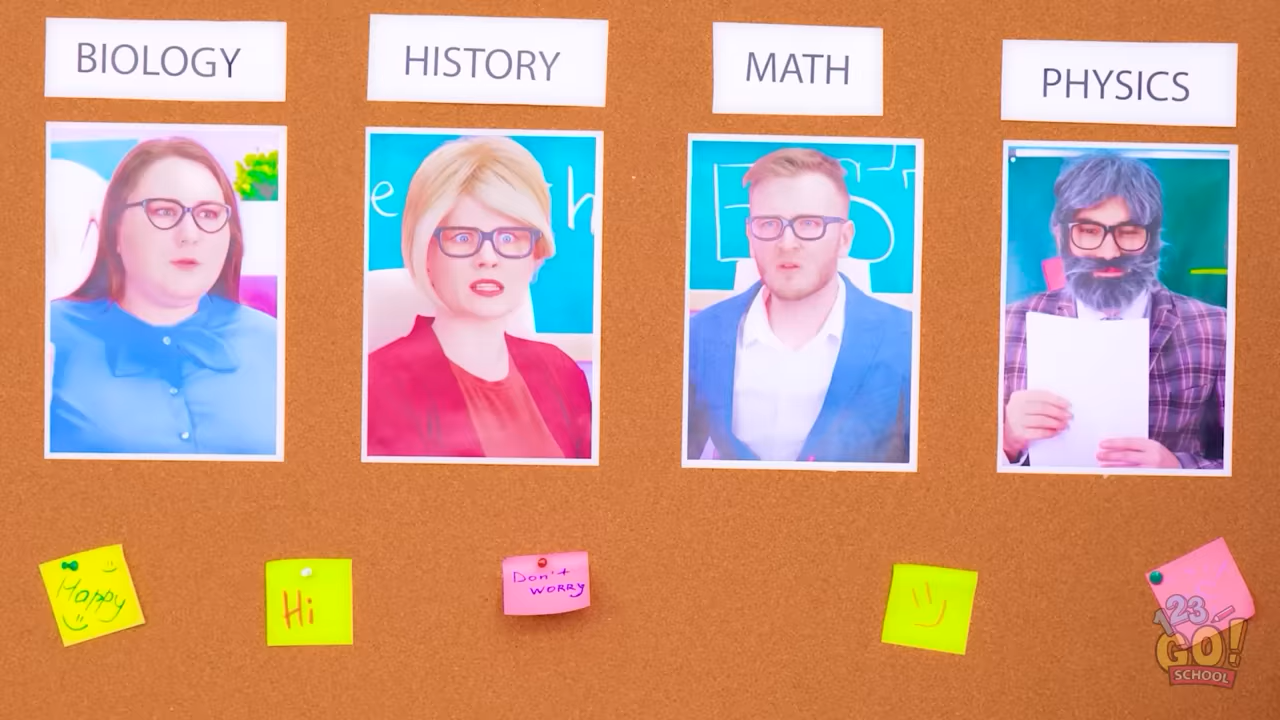 BIOLOGY
HISTORY
MATH
PHYSICS
e
h
Happy
Hi
Don't
WORRY
123
GO!
SCHOOL